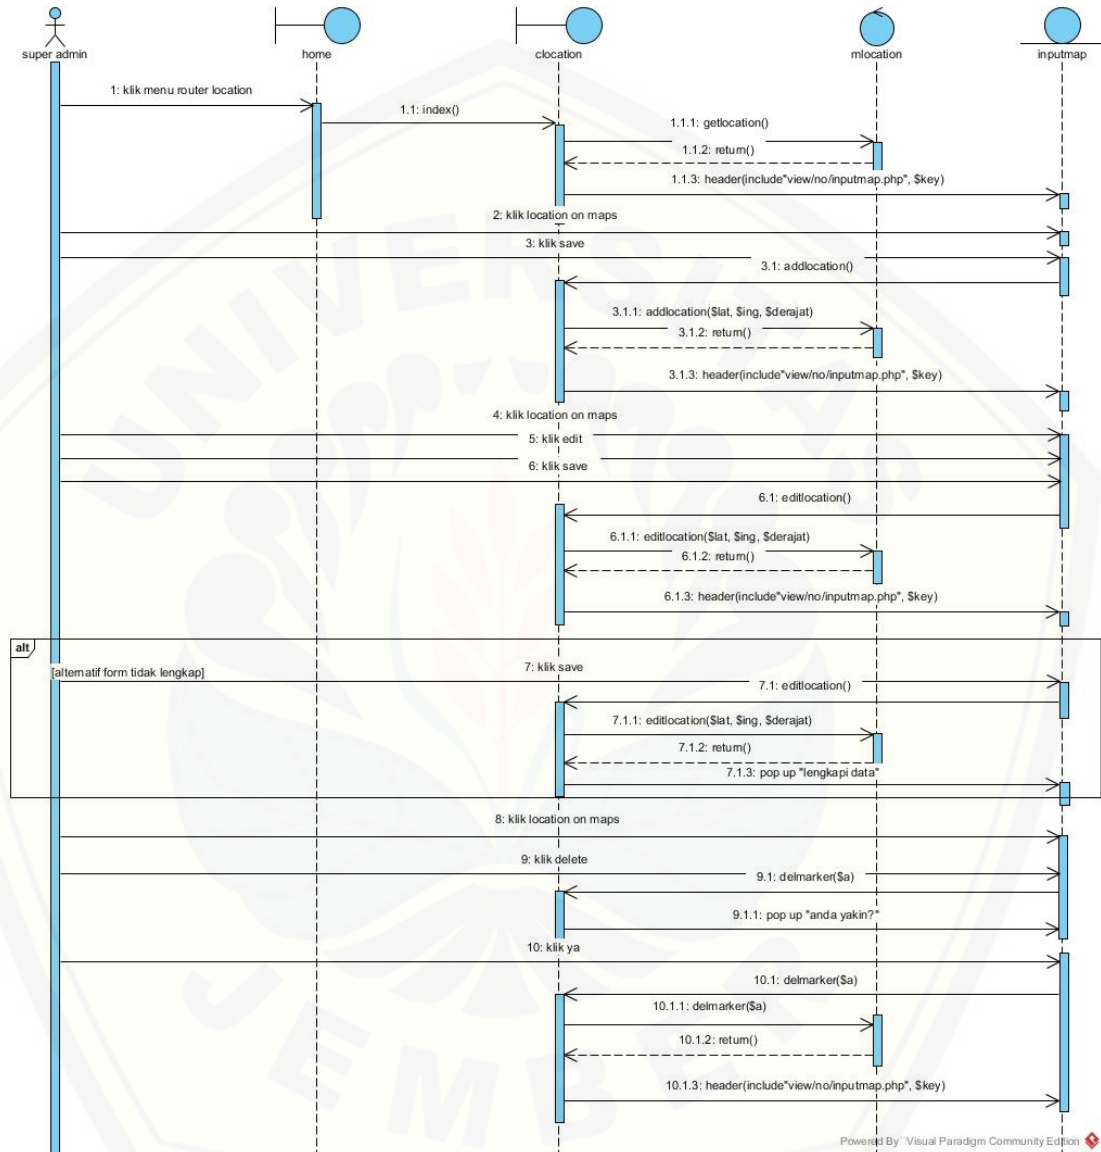 super admin
home
clocation
mlocation
inputmap
1: klik menu router location
1.1: index()
1.1.1: getlocation()
1.1.2: return()
1.1.3: header(include"view/no/inputmap.php", $key)
2: klik location on maps
3: klik save
3.1: addlocation()
3.1.1: addlocation($lat, $ing, $derajat)
3.1.2: return()
3.1.3: header(include"view/no/inputmap.php", $key)
4: klik location on maps
5: klik edit
6: klik save
6.1: editlocation()
6.1.1: editlocation($lat, $ing, $derajat)
6.1.2: return()
6.1.3: header(include"view/no/inputmap.php", $key)
alt
[alternatif form tidak lengkap]
7: klik save
7.1: editlocation()
7.1.1: editlocation($lat, $ing, $derajat)
7.1.2: return()
7.1.3: pop up "lengkapi data"
8: klik location on maps
9: klik delete
9.1: delmarker($a)
9.1.1: pop up "anda yakin?"
10: klik ya
10.1: delmarker($a)
10.1.1: delmarker($a)
10.1.2: return()
10.1.3: header(include"view/no/inputmap.php", $key)
UNIVERSITAS
JEMBER
Powered By Visual Paradigm Community Edition